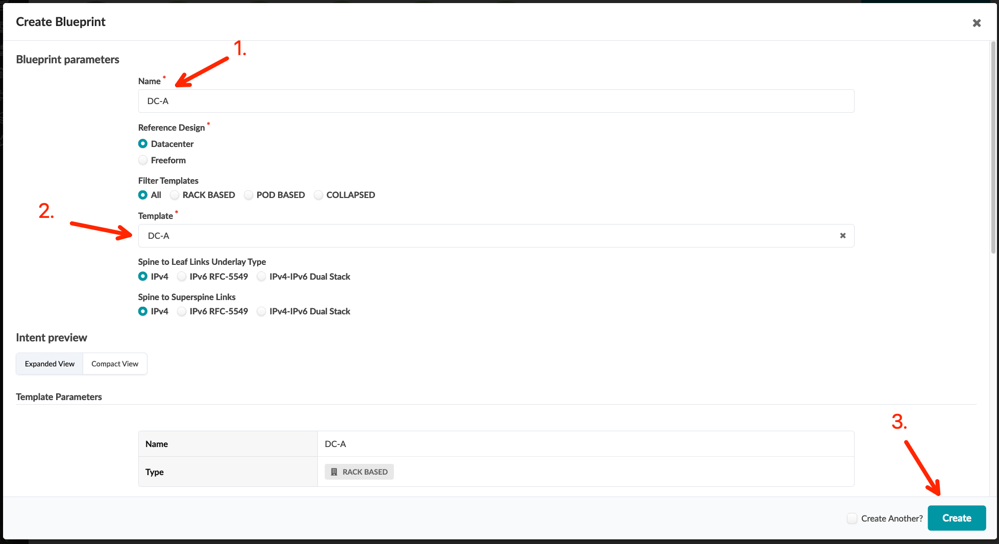 Create Blueprint
1.
Blueprint parameters
Name *
DC-A
Reference Design *
Datacenter
Freeform
Filter Templates
All RACK BASED POD BASED COLLAPSED
2.
Template *
DC-A
Spine to Leaf Links Underlay Type
IPv4 IPv6 RFC-5549 IPv4-IPv6 Dual Stack
Spine to Superspine Links
IPv4 IPv6 RFC-5549 IPv4-IPv6 Dual Stack
Intent preview
Expanded View Compact View
Template Parameters
3.
Name DC-A
Type RACK BASED
Create Another? Create